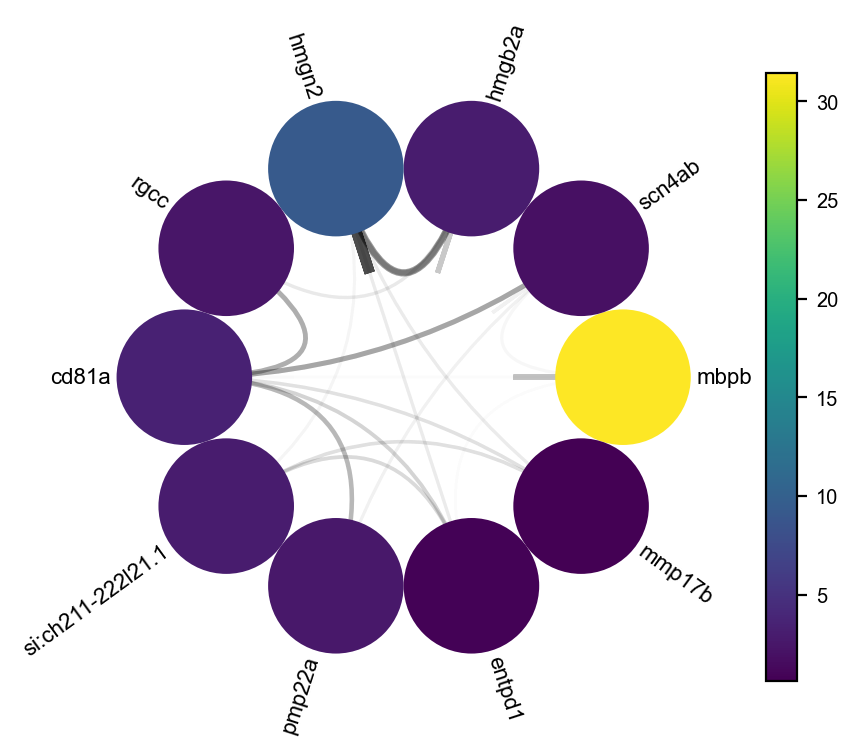 hmgn2
hmgb2a
rgcc
scn4ab
cd81a
mbpb
si:ch211-222l21.1
mmp17b
pmp22a
entpd1
30
25
20
15
10
5